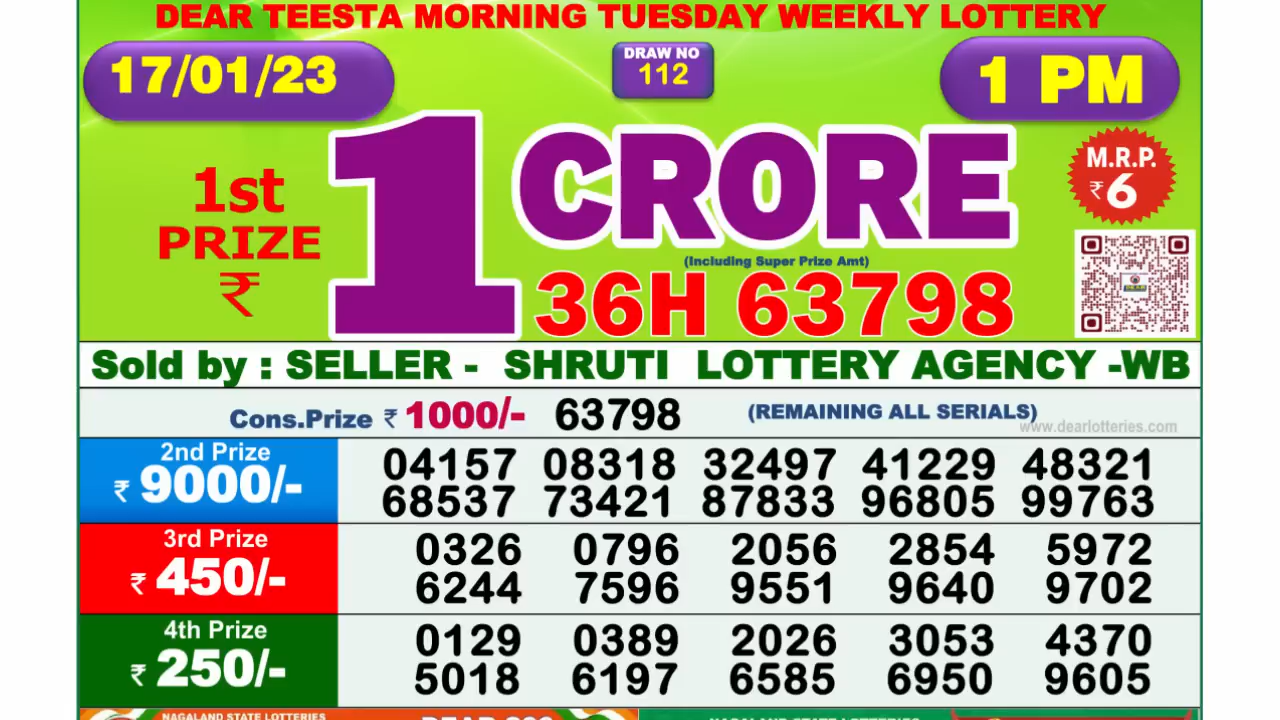 DEAR TEESTA MORNING TUESDAY WEEKLY LOTTERY
17/01/23
DRAW NO
112
1 PM
1st
PRIZE
₹
1 CRORE
(Including Super Prize Amt)
36H 63798
M.R.P.
₹ 6
Sold by : SELLER - SHRUTI LOTTERY AGENCY -WB
Cons.Prize ₹ 1000/- 63798 (REMAINING ALL SERIALS)
www.dearlotteries.com
2nd Prize
₹ 9000/-
04157 08318 32497 41229 48321
68537 73421 87833 96805 99763
3rd Prize
₹ 450/-
0326 0796 2056 2854 5972
6244 7596 9551 9640 9702
4th Prize
₹ 250/-
0129 0389 2026 3053 4370
5018 6197 6585 6950 9605
NAGALAND STATE LOTTERIES